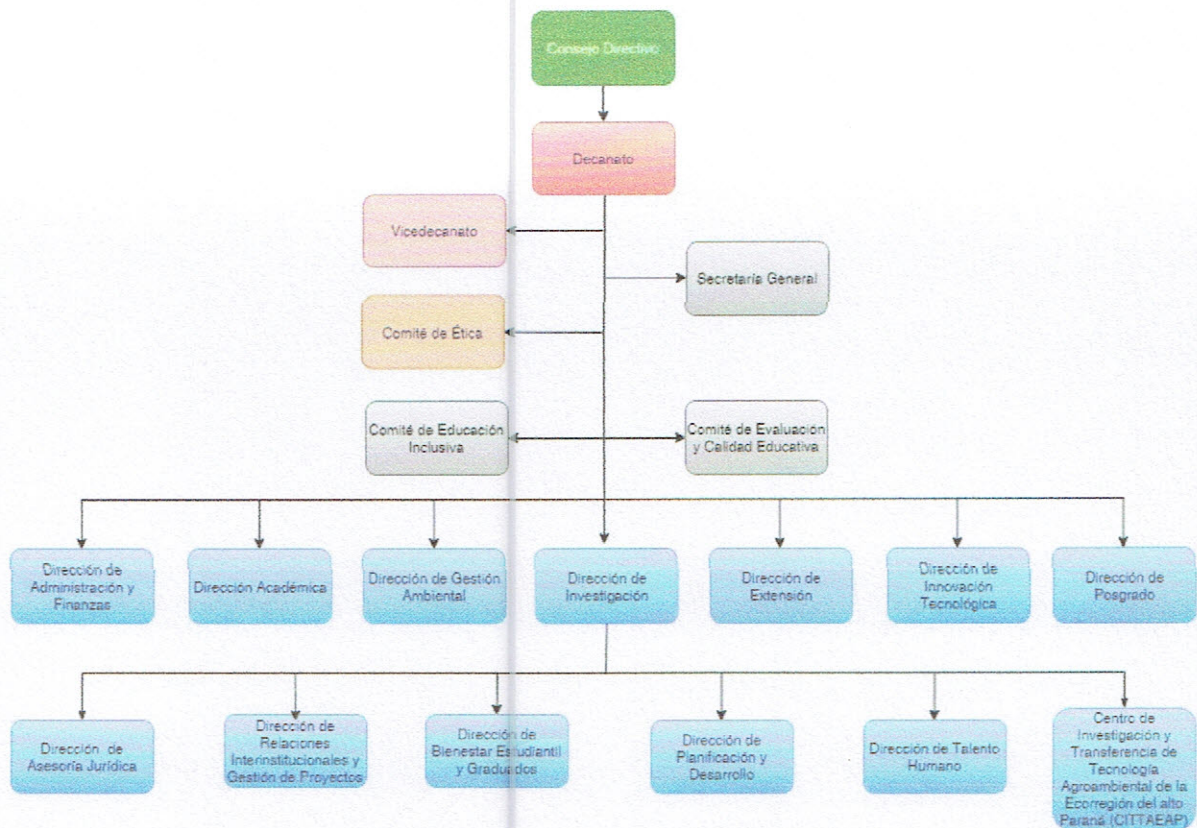 Consejo Directivo
Decanato
Vicedecanato
Secretaría General
Comité de Ética
Comité de Educación
Inclusiva
Comité de Evaluación
y Calidad Educativa
Dirección de
Administración y
Finanzas
Dirección Académica
Dirección de Gestión
Ambiental
Dirección de
Investigación
Dirección de
Extensión
Dirección de
Innovación
Tecnológica
Dirección de
Posgrado
Dirección de
Asesoría Jurídica
Dirección de
Relaciones
Interinstitucionales y
Gestión de Proyectos
Dirección de
Bienestar Estudiantil
y Graduados
Dirección de
Planificación y
Desarrollo
Dirección de Talento
Humano
Centro de
Investigación y
Transferencia de
Tecnología
Agroambiental de la
Ecorregión del alto
Paraná (CITTAEAP)